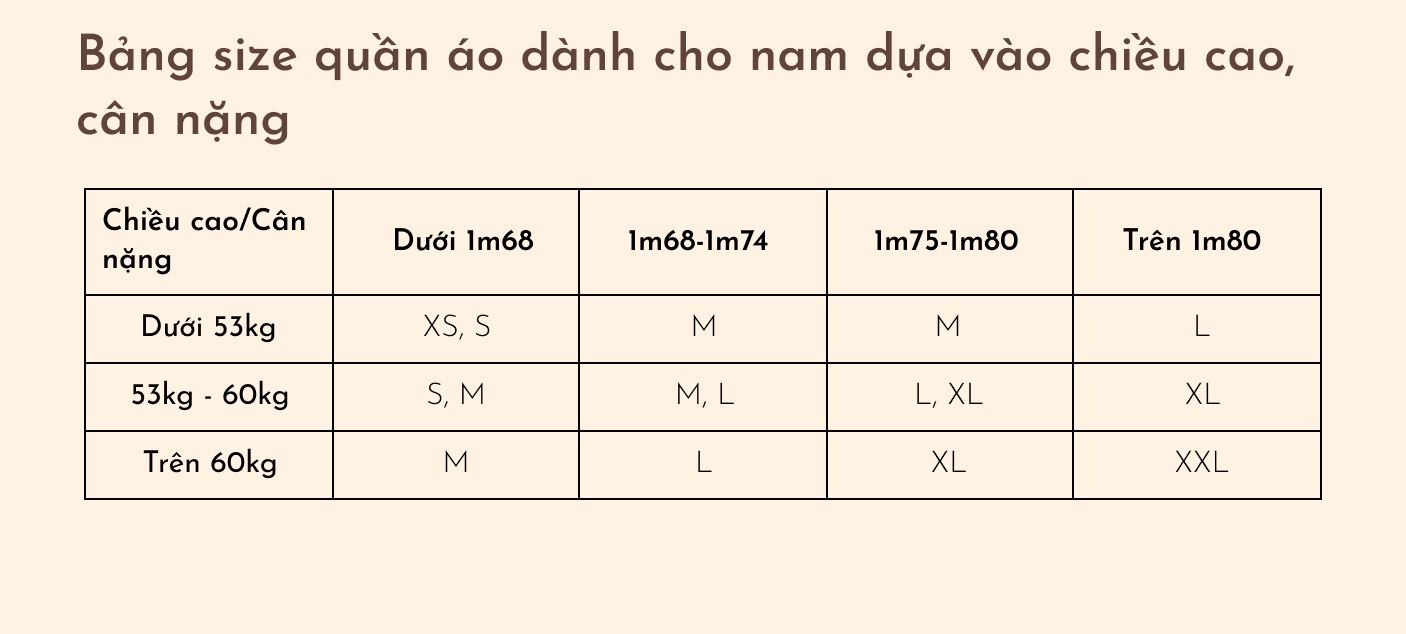 Bảng size quần áo dành cho nam dựa vào chiều cao,
cân nặng
Chiều cao/Cân
nặng
Dưới 1m68
1m68-1m74
1m75-1m80
Trên 1m80
Dưới 53kg
XS, S
M
M
L
53kg - 60kg
S, M
M, L
L, XL
XL
Trên 60kg
M
L
XL
XXL